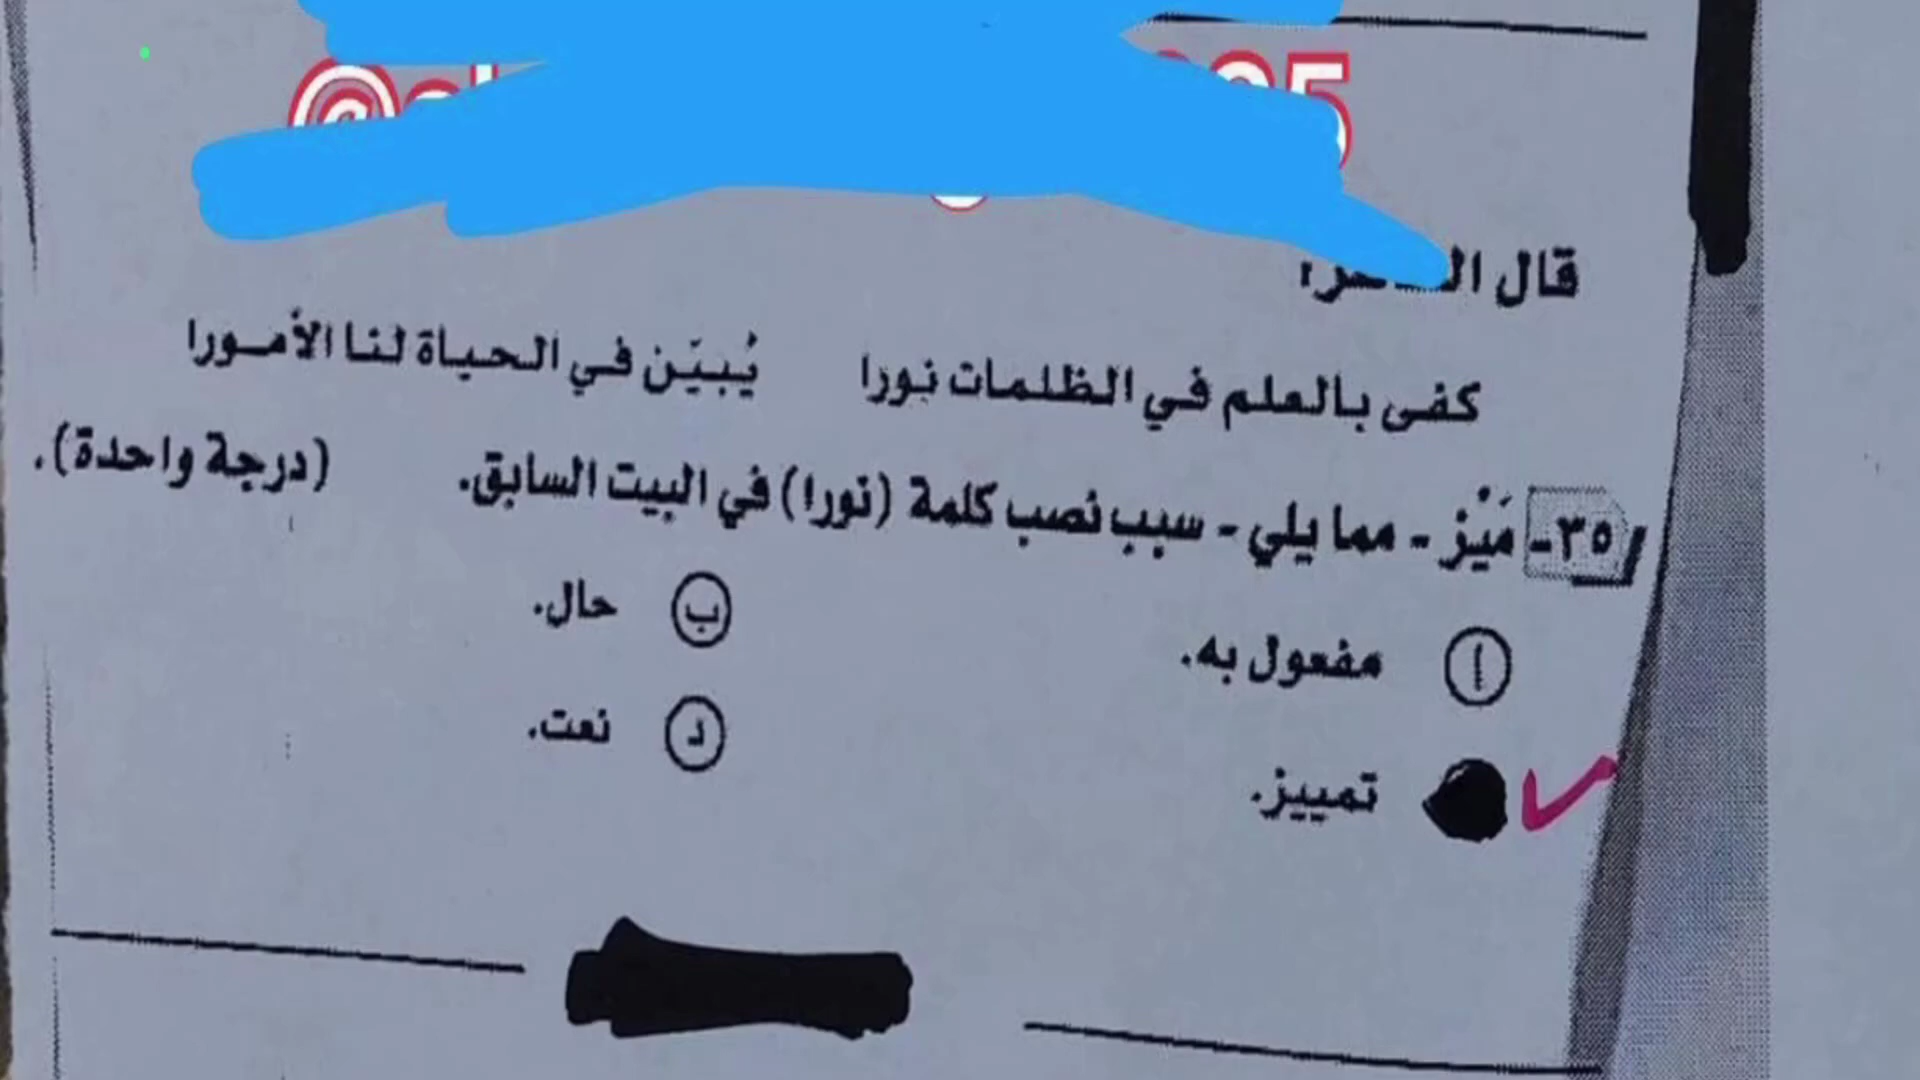 قال
كفى بالعلم في الظلمات نورا يُبيَن في الحياة لنا الأمورا
٣٥- مَيْز - مما يلي - سبب نصب كلمة (نورا) في البيت السابق. (درجة واحدة).
أ مفعول به. ب حال.
تمييز. د نعت.